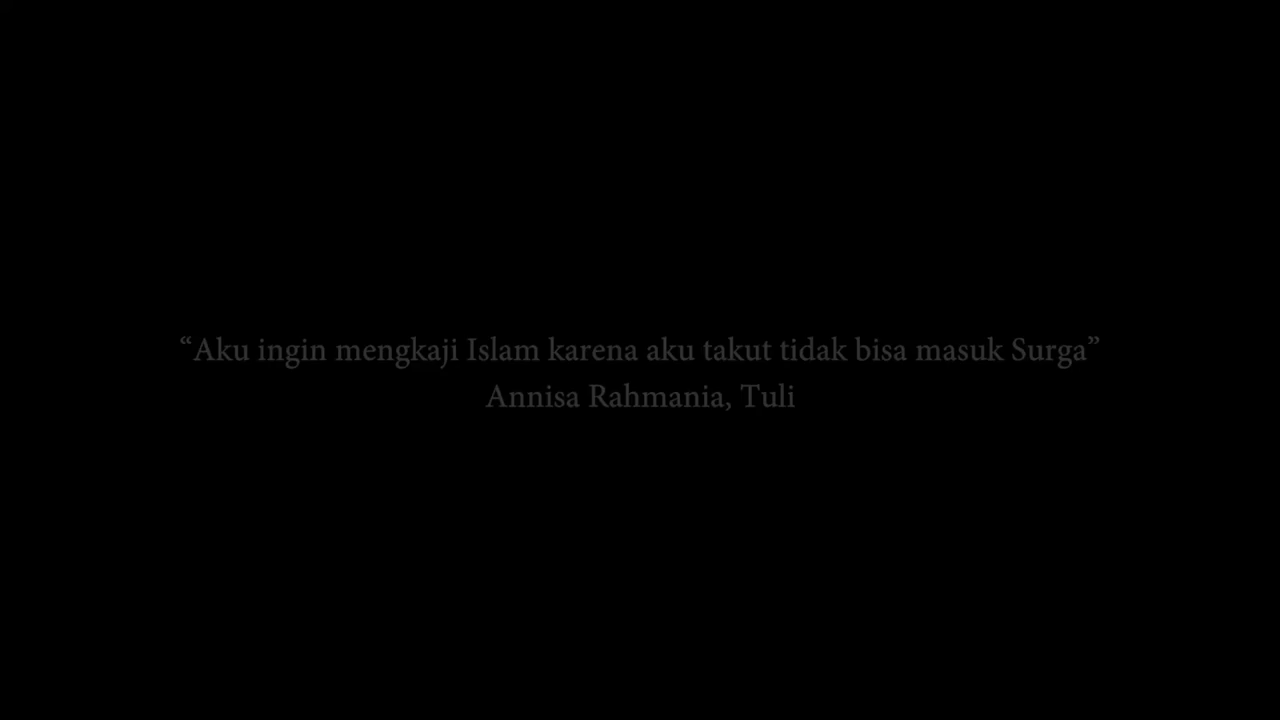 “Aku ingin mengkaji Islam karena aku takut tidak bisa masuk Surga”
Annisa Rahmania, Tuli